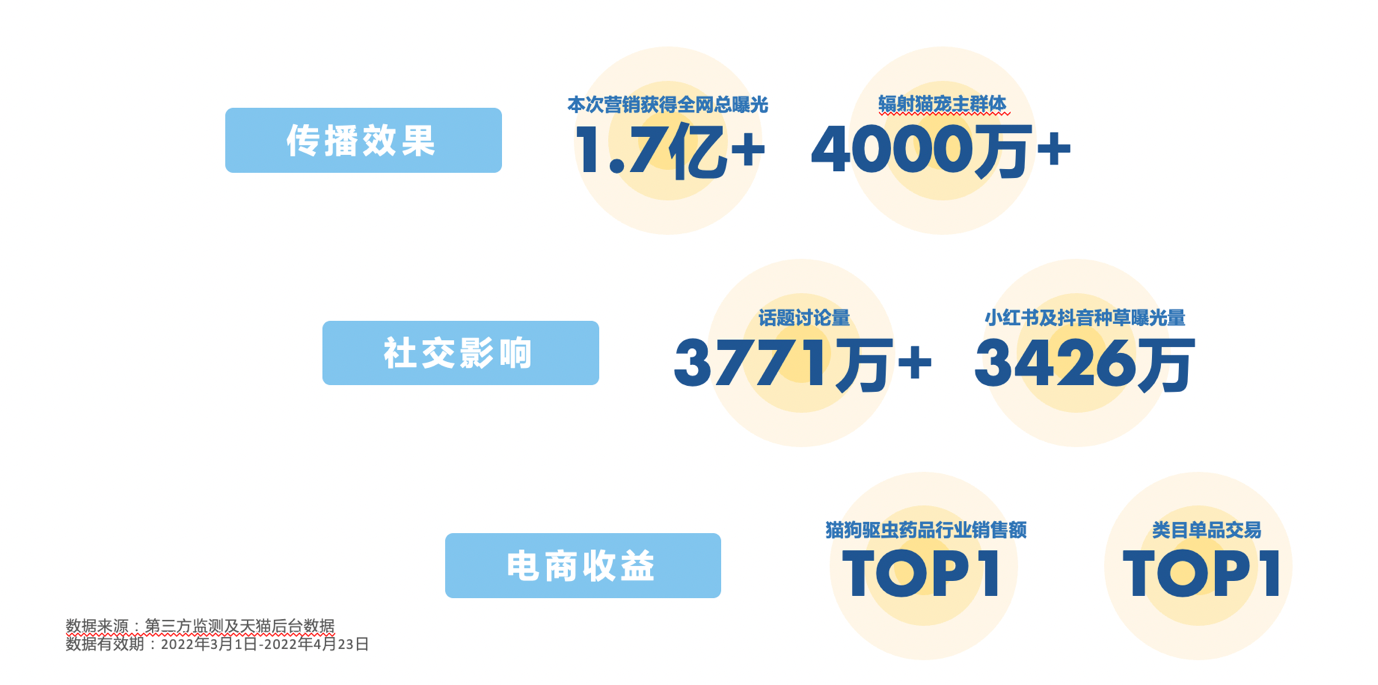 传播效果
本次营销获得全网总曝光
1.7亿+
辐射猫宠主群体
4000万+
社交影响
话题讨论量
3771万+
小红书及抖音种草曝光量
3426万
电商收益
猫狗驱虫药品行业销售额
TOP1
类目单品交易
TOP1
数据来源：第三方监测及天猫后台数据
数据有效期：2022年3月1日-2022年4月23日